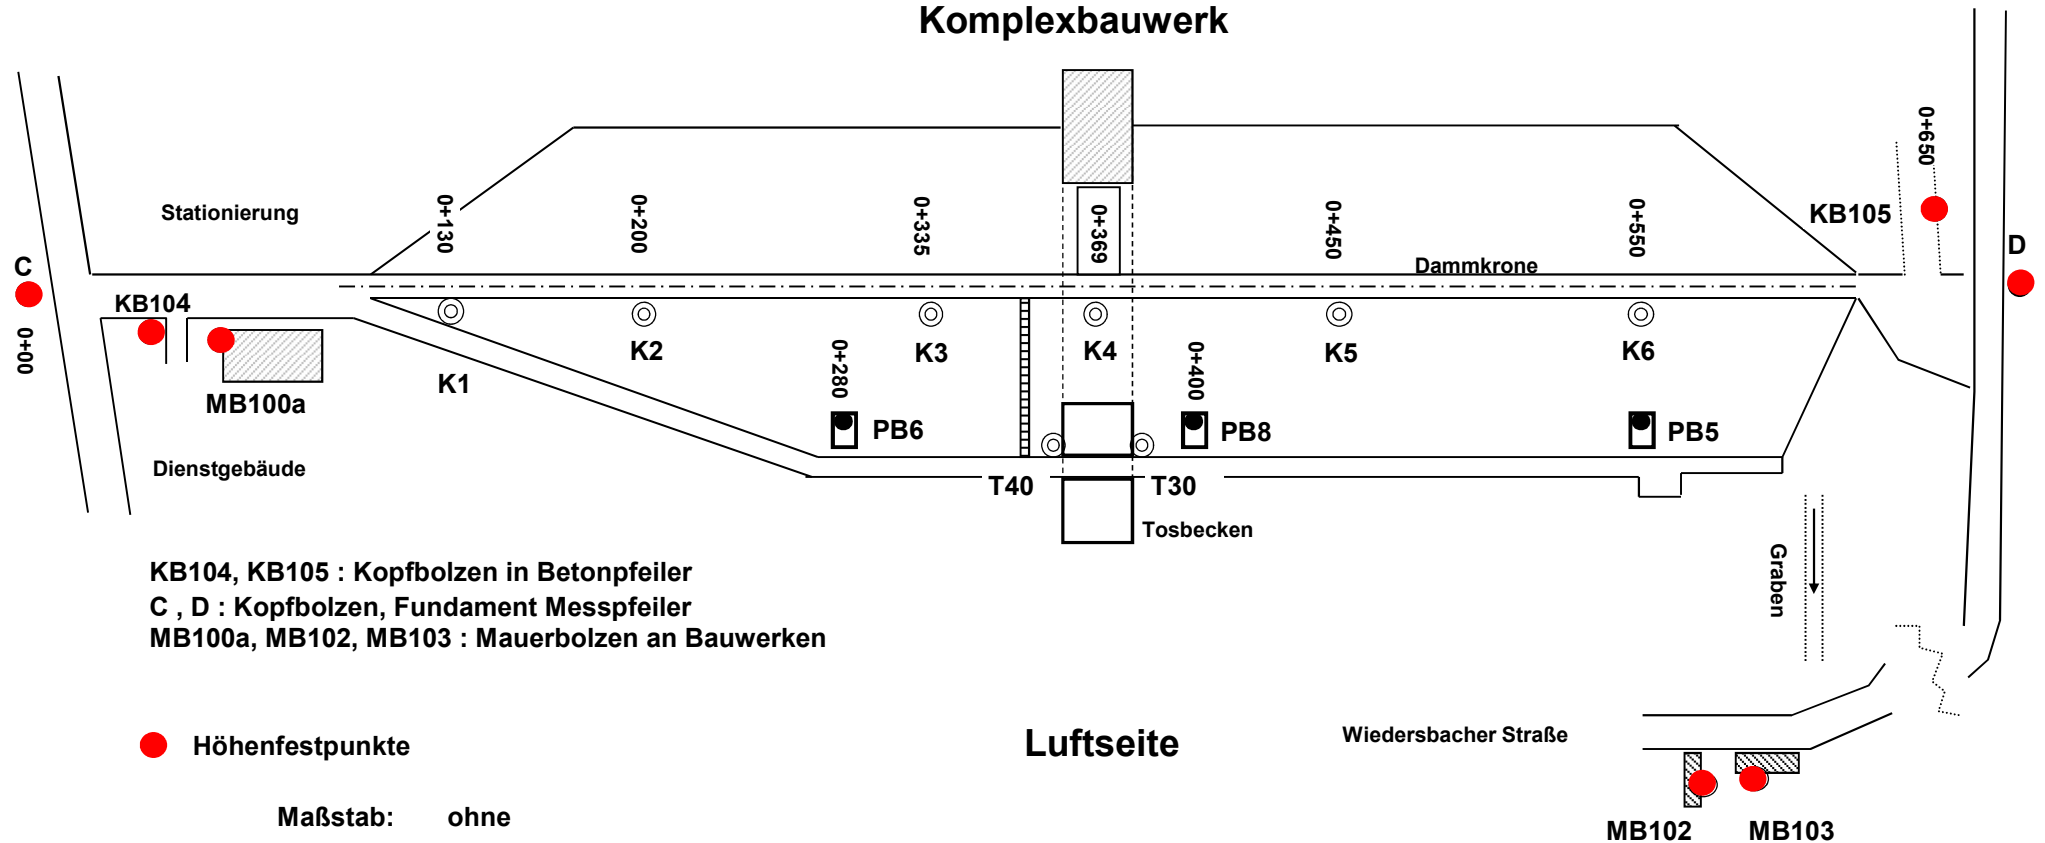 Komplexbauwerk
0+650
Stationierung
0+130
0+200
0+335
0+369
0+450
0+550
KB105
C
D
Dammkrone
KB104
0+00
K1
K2
K3
K4
K5
K6
0+280
0+400
MB100a
PB6
PB8
PB5
Dienstgebäude
T40
T30
Tosbecken
Graben
KB104, KB105 : Kopfbolzen in Betonpfeiler
C , D : Kopfbolzen, Fundament Messpfeiler
MB100a, MB102, MB103 : Mauerbolzen an Bauwerken
Höhenfestpunkte
Luftseite
Wiedersbacher Straße
Maßstab: ohne
MB102
MB103